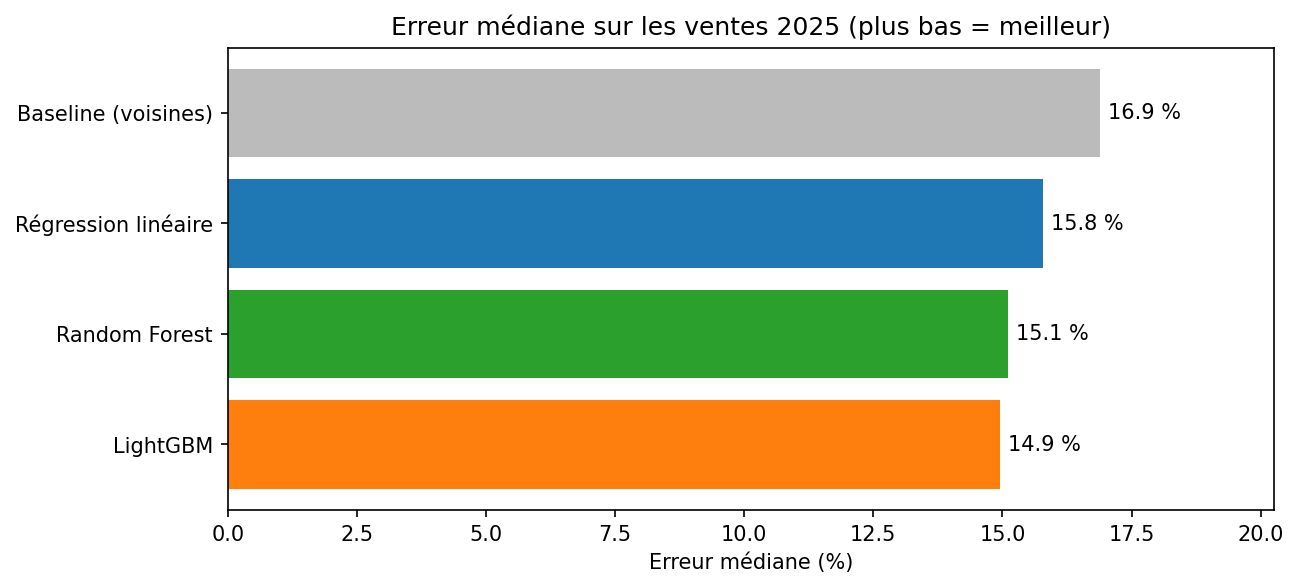 Erreur médiane sur les ventes 2025 (plus bas = meilleur)
Baseline (voisines)
16.9 %
Régression linéaire
15.8 %
Random Forest
15.1 %
LightGBM
14.9 %
0.0 2.5 5.0 7.5 10.0 12.5 15.0 17.5 20.0
Erreur médiane (%)